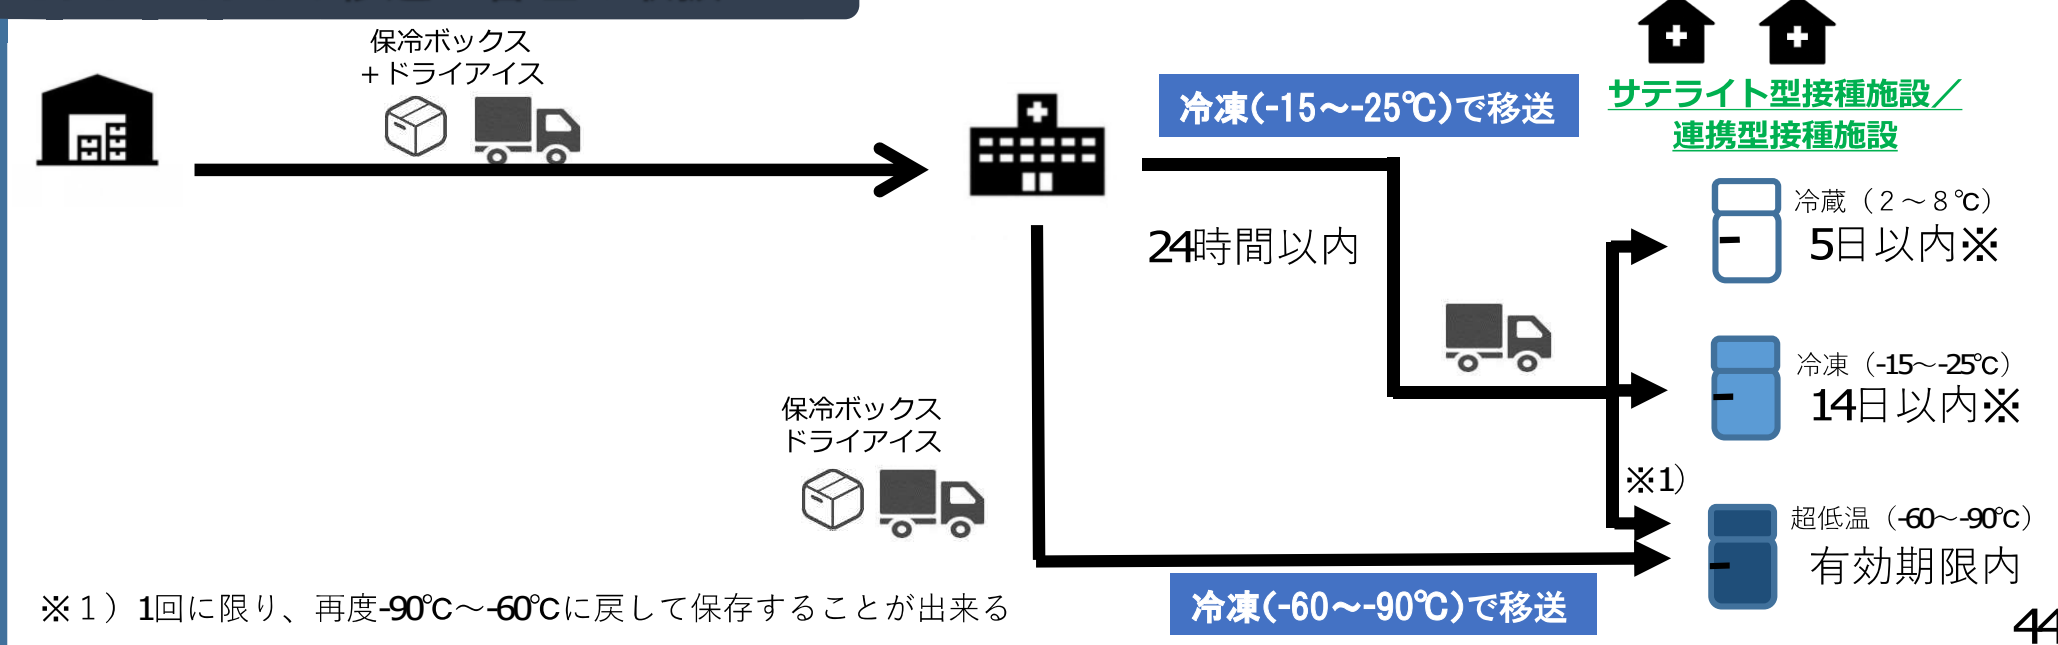 保冷ボックス
+ドライアイス
冷凍(-15～-25℃)で移送
サテライト型接種施設／
連携型接種施設
冷蔵（２～８℃）
5日以内※
24時間以内
冷凍（-15～-25℃）
14日以内※
保冷ボックス
ドライアイス
※1）
超低温（-60～-90℃）
有効期限内
冷凍(-60～-90℃)で移送
※１）1回に限り、再度-90℃～-60℃に戻して保存することが出来る
44